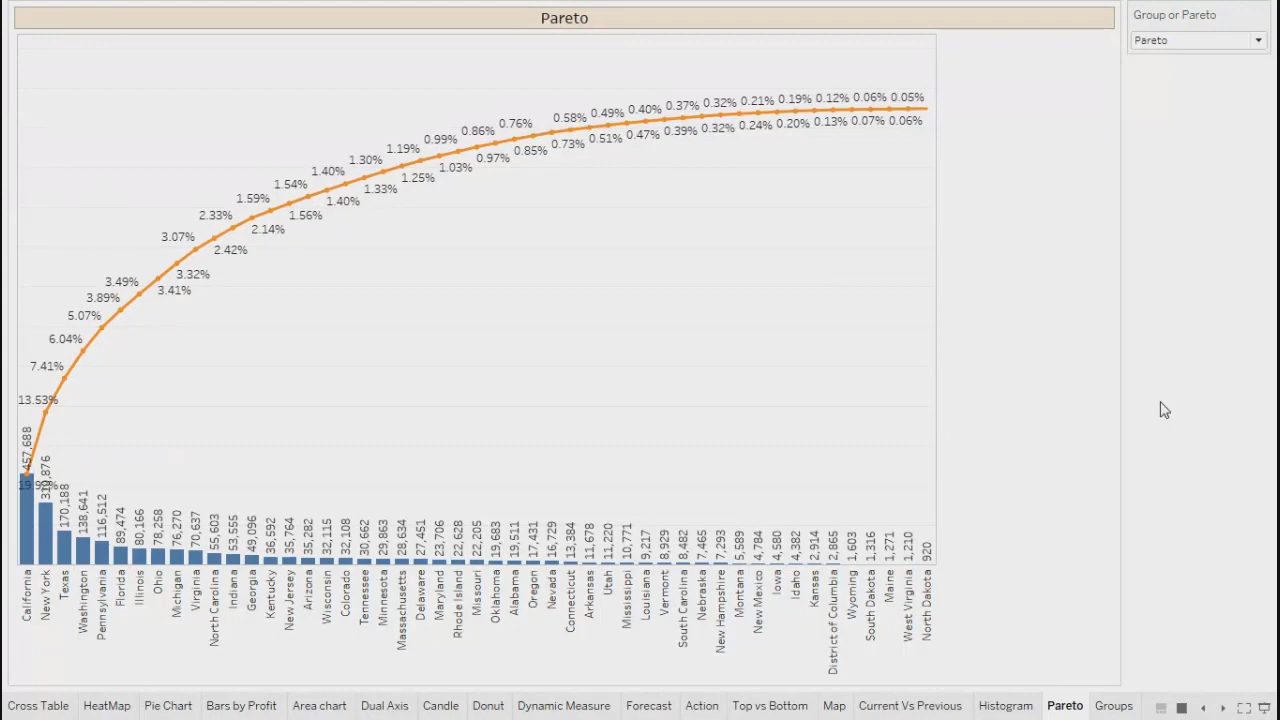 Pareto
Group or Pareto
Pareto
0.58% 0.49% 0.40% 0.37% 0.32% 0.21% 0.19% 0.12% 0.06% 0.05%
0.76%
0.86%
0.99%
1.19%
1.30%
1.40%
1.54%
1.59%
2.33%
3.07%
3.49%
3.89%
5.07%
6.04%
7.41%
13.53%
0.73% 0.51% 0.47% 0.39% 0.32% 0.24% 0.20% 0.13% 0.07% 0.06%
0.85%
0.97%
1.03%
1.25%
1.33%
1.40%
1.56%
2.14%
2.42%
3.32%
3.41%
457,688
170,188
138,641
116,512
89,474
80,166
78,258
76,270
70,637
55,603
53,555
49,096
36,592
35,764
35,282
32,115
32,108
30,662
29,863
28,634
27,451
23,706
22,628
22,205
19,683
19,511
17,431
16,729
13,384
11,678
11,220
10,771
9,217
8,929
8,482
7,465
7,293
5,589
4,784
4,580
4,382
2,914
2,865
1,603
1,316
1,271
1,210
920
California
New York
Texas
Washington
Pennsylvania
Florida
Illinois
Ohio
Michigan
Virginia
North Carolina
Indiana
Georgia
Kentucky
New Jersey
Arizona
Wisconsin
Colorado
Tennessee
Minnesota
Massachusetts
Delaware
Maryland
Rhode Island
Missouri
Oklahoma
Alabama
Oregon
Nevada
Connecticut
Arkansas
Utah
Mississippi
Louisiana
Vermont
South Carolina
Nebraska
New Hampshire
Montana
New Mexico
Iowa
Idaho
Kansas
District of Columbia
Wyoming
South Dakota
Maine
West Virginia
North Dakota
Cross Table HeatMap Pie Chart Bars by Profit Area chart Dual Axis Candle Donut Dynamic Measure Forecast Action Top vs Bottom Map Current Vs Previous Histogram Pareto Groups